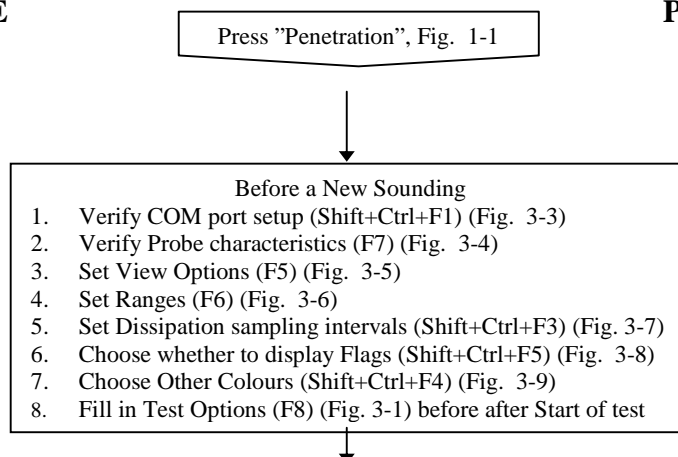 E
P
Press ”Penetration”, Fig. 1-1
Before a New Sounding
1. Verify COM port setup (Shift+Ctrl+F1) (Fig. 3-3)
2. Verify Probe characteristics (F7) (Fig. 3-4)
3. Set View Options (F5) (Fig. 3-5)
4. Set Ranges (F6) (Fig. 3-6)
5. Set Dissipation sampling intervals (Shift+Ctrl+F3) (Fig. 3-7)
6. Choose whether to display Flags (Shift+Ctrl+F5) (Fig. 3-8)
7. Choose Other Colours (Shift+Ctrl+F4) (Fig. 3-9)
8. Fill in Test Options (F8) (Fig. 3-1) before after Start of test